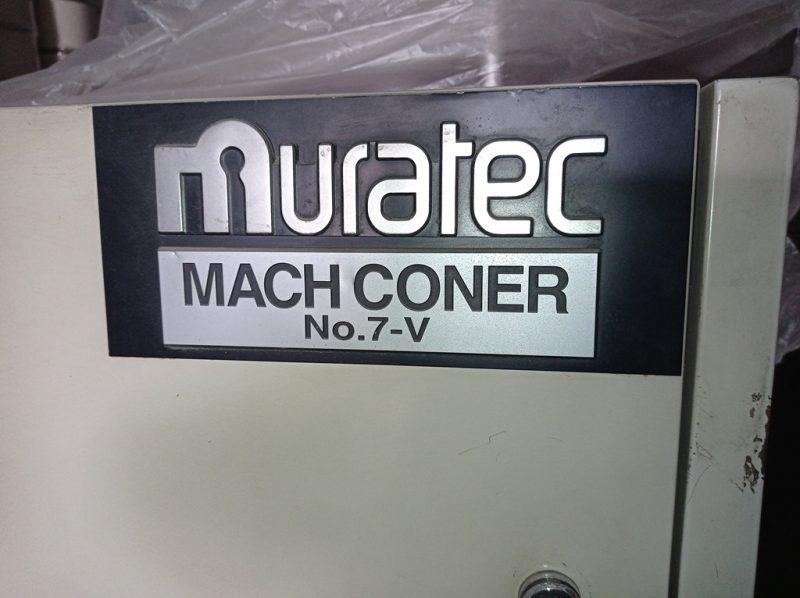 muratec
MACH CONER
No.7-V